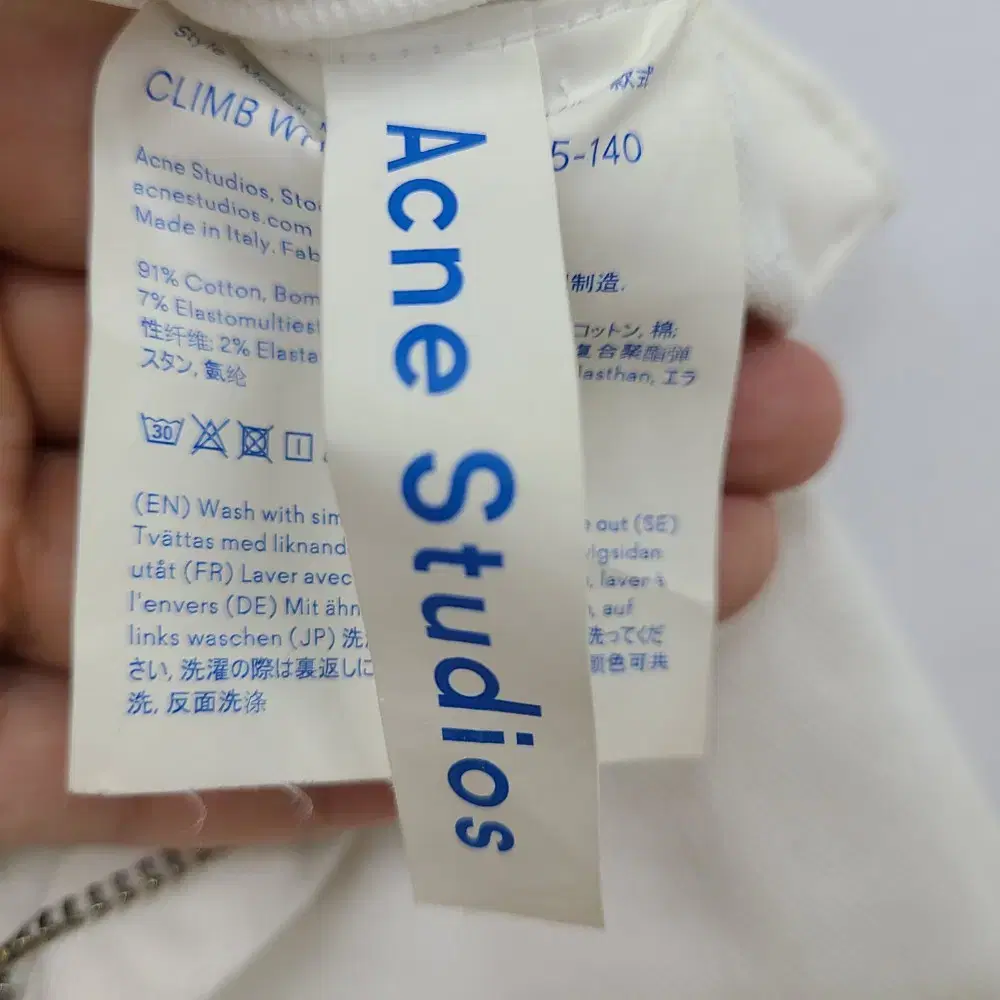 Style
款式
CLIMB
5-140
Acne Studios, Sto
acnestudios.com
Made in Italy. Fab
制造.
91% Cotton, Bom
コットン, 棉;
7% Elastomultiest
复合聚酯弹
性纤维; 2% Elasta
lasthan, エラ
スタン, 氨纶
30
(EN) Wash with sim
e out (SE)
Tvättas med liknand
vigsidan
utåt (FR) Laver avec
, laver à
l'envers (DE) Mit ähn
, auf
links waschen (JP) 洗
洗ってくだ
さい, 洗濯の際は裏返しに
颜色可共
洗, 反面洗涤
Acne Studios